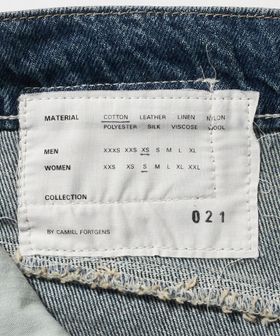 MATERIAL COTTON LEATHER LINEN NYLON
POLYESTER SILK VISCOSE WOOL
MEN XXXS XXS XS S M L XL
WOMEN XXS XS S M L XL XXL
COLLECTION 021
BY CAMIEL FORTGENS